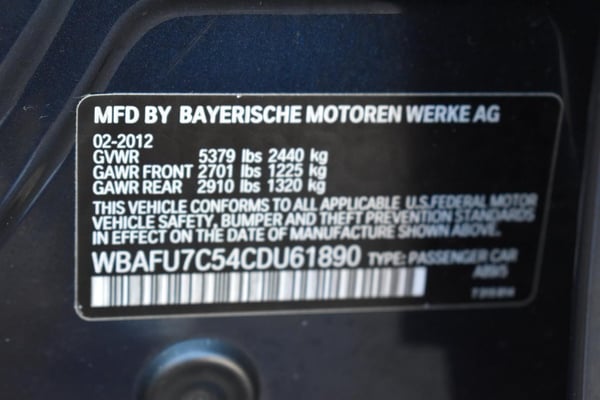 MFD BY BAYERISCHE MOTOREN WERKE AG
02-2012
GVWR 5379 lbs 2440 kg
GAWR FRONT 2701 lbs 1225 kg
GAWR REAR 2910 lbs 1320 kg
THIS VEHICLE CONFORMS TO ALL APPLICABLE U.S.FEDERAL MOTOR
VEHICLE SAFETY, BUMPER AND THEFT PREVENTION STANDARDS
IN EFFECT ON THE DATE OF MANUFACTURE SHOWN ABOVE.
WBAFU7C54CDU61890 TYPE: PASSENGER CAR